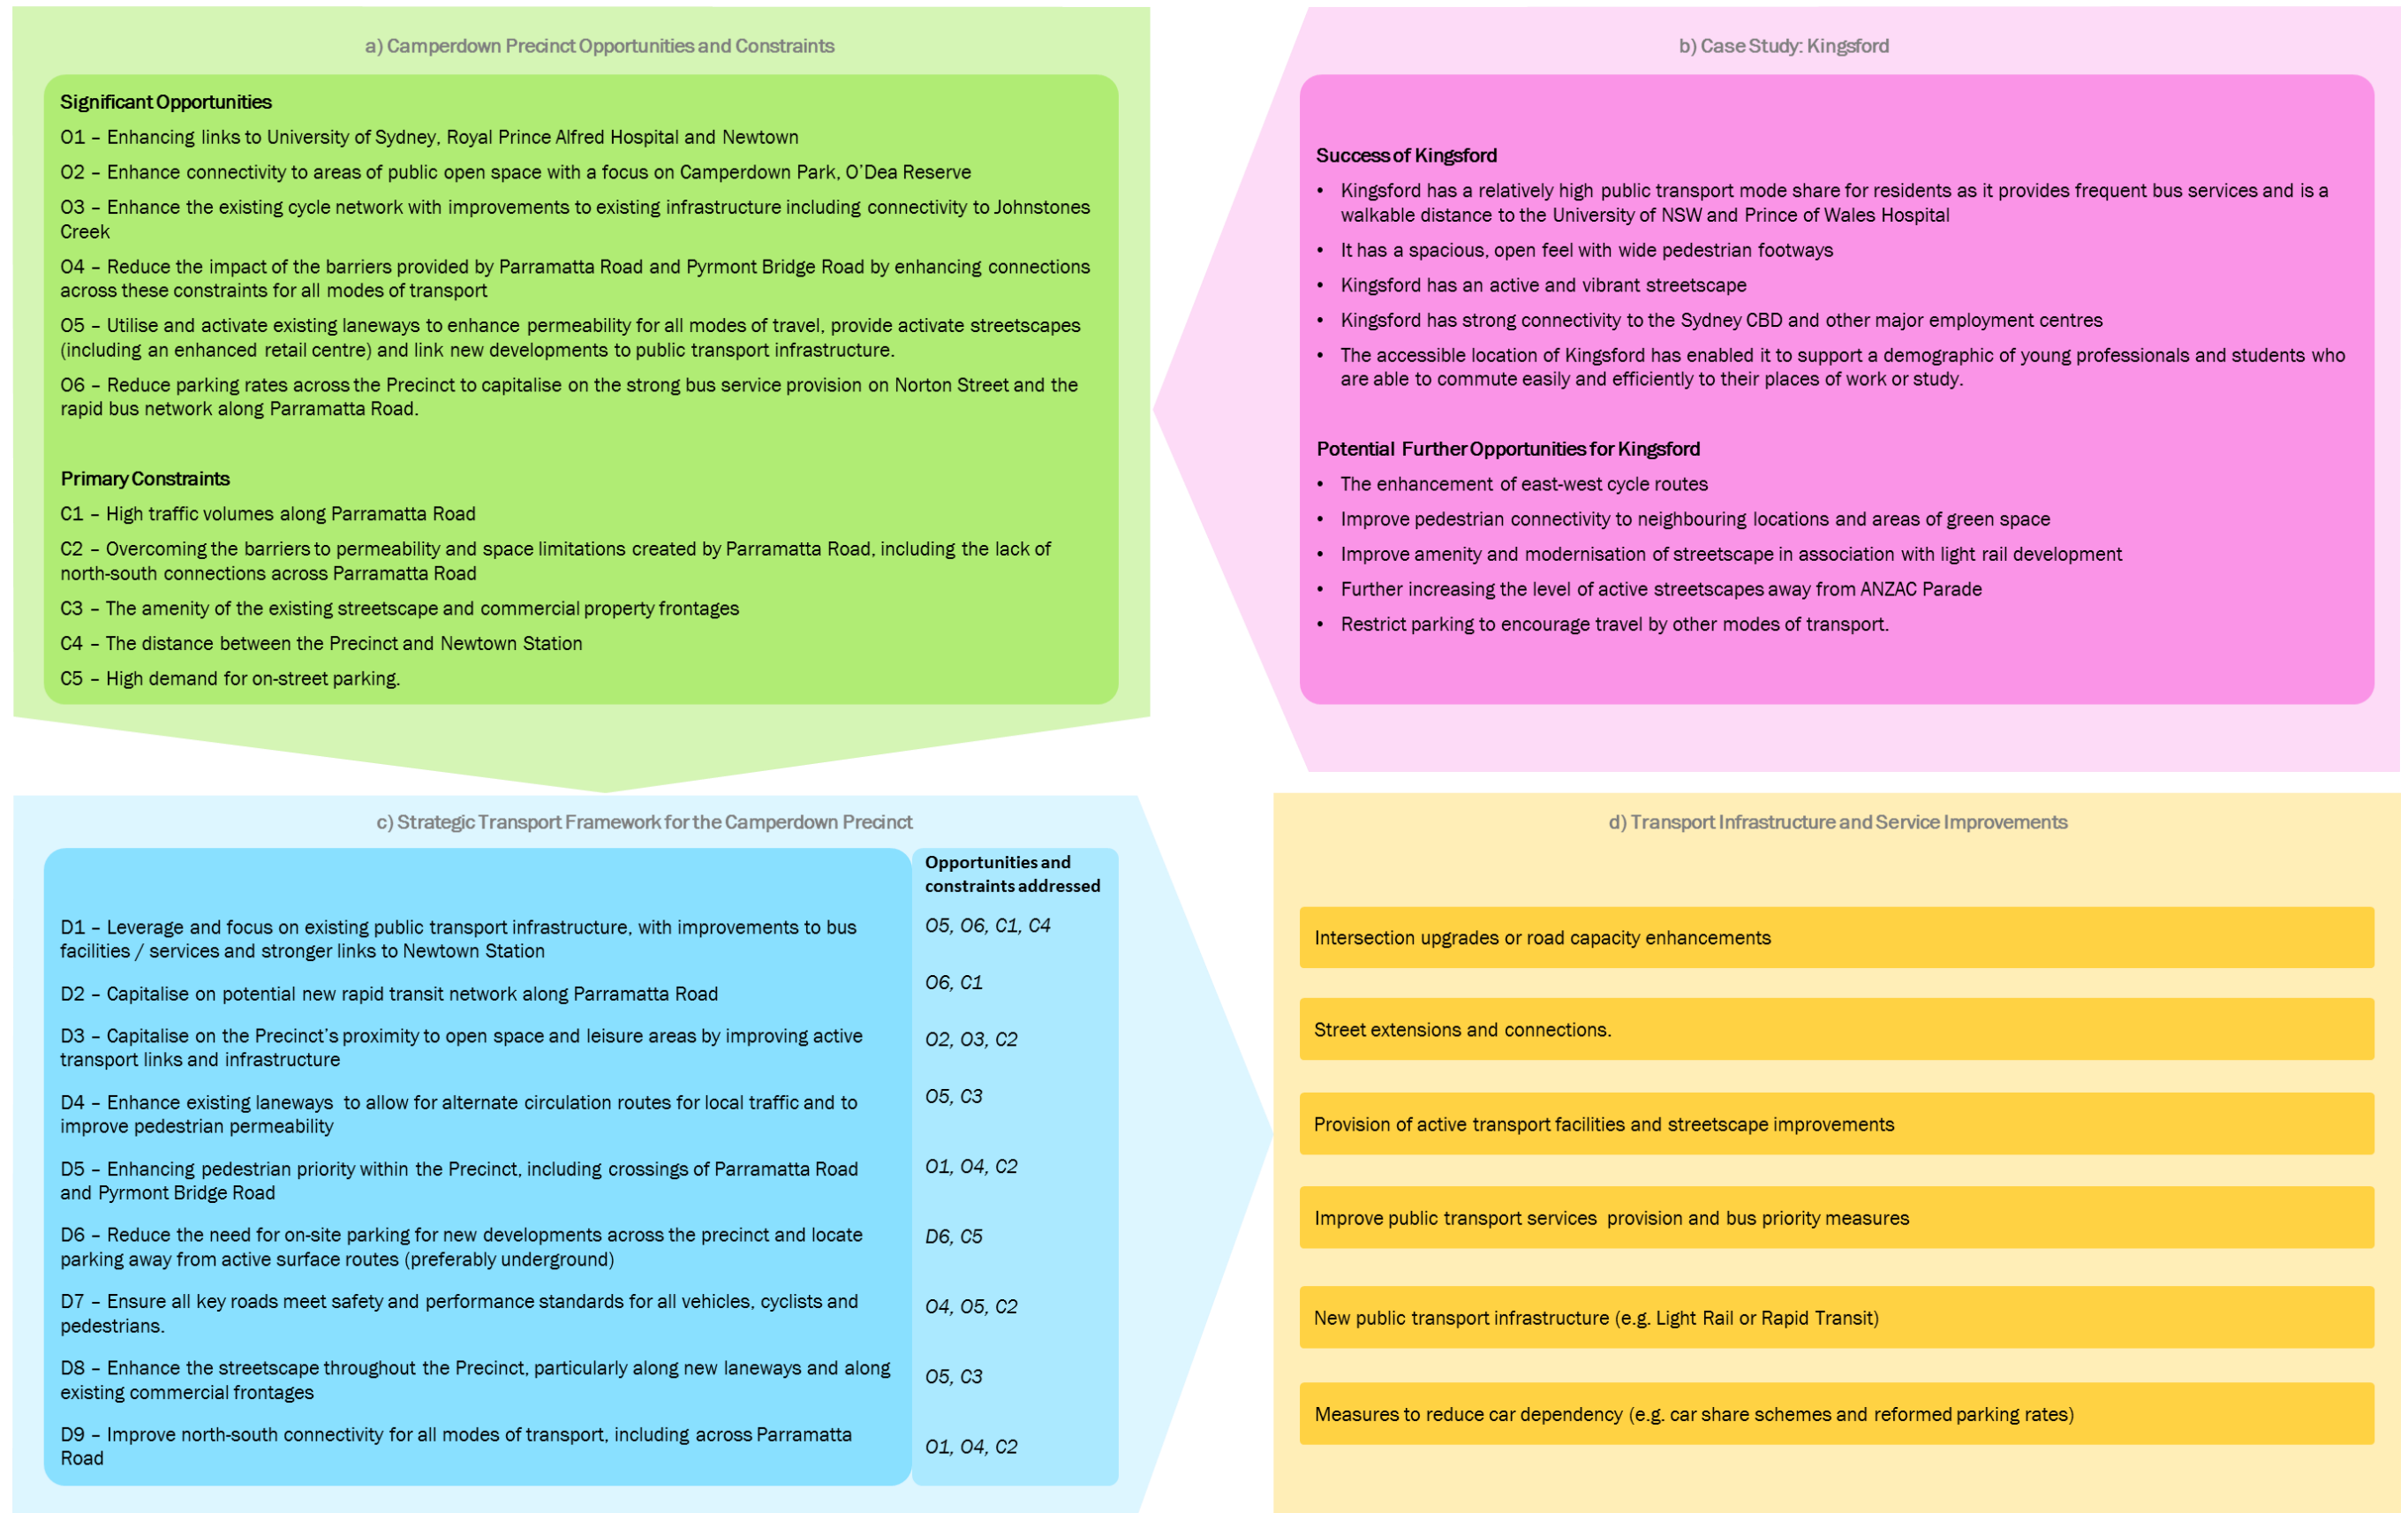 a) Camperdown Precinct Opportunities and Constraints
Significant Opportunities
O1 – Enhancing links to University of Sydney, Royal Prince Alfred Hospital and Newtown
O2 – Enhance connectivity to areas of public open space with a focus on Camperdown Park, O'Dea Reserve
O3 – Enhance the existing cycle network with improvements to existing infrastructure including connectivity to Johnstones
Creek
O4 – Reduce the impact of the barriers provided by Parramatta Road and Pyrmont Bridge Road by enhancing connections
across these constraints for all modes of transport
O5 – Utilise and activate existing laneways to enhance permeability for all modes of travel, provide activate streetscapes
(including an enhanced retail centre) and link new developments to public transport infrastructure.
O6 – Reduce parking rates across the Precinct to capitalise on the strong bus service provision on Norton Street and the
rapid bus network along Parramatta Road.
Primary Constraints
C1 – High traffic volumes along Parramatta Road
C2 – Overcoming the barriers to permeability and space limitations created by Parramatta Road, including the lack of
north-south connections across Parramatta Road
C3 – The amenity of the existing streetscape and commercial property frontages
C4 – The distance between the Precinct and Newtown Station
C5 – High demand for on-street parking.
b) Case Study: Kingsford
Success of Kingsford
• Kingsford has a relatively high public transport mode share for residents as it provides frequent bus services and is a
walkable distance to the University of NSW and Prince of Wales Hospital
• It has a spacious, open feel with wide pedestrian footways
• Kingsford has an active and vibrant streetscape
• Kingsford has strong connectivity to the Sydney CBD and other major employment centres
• The accessible location of Kingsford has enabled it to support a demographic of young professionals and students who
are able to commute easily and efficiently to their places of work or study.
Potential Further Opportunities for Kingsford
• The enhancement of east-west cycle routes
• Improve pedestrian connectivity to neighbouring locations and areas of green space
• Improve amenity and modernisation of streetscape in association with light rail development
• Further increasing the level of active streetscapes away from ANZAC Parade
• Restrict parking to encourage travel by other modes of transport.
c) Strategic Transport Framework for the Camperdown Precinct
D1 – Leverage and focus on existing public transport infrastructure, with improvements to bus
facilities / services and stronger links to Newtown Station
D2 – Capitalise on potential new rapid transit network along Parramatta Road
D3 – Capitalise on the Precinct's proximity to open space and leisure areas by improving active
transport links and infrastructure
D4 – Enhance existing laneways to allow for alternate circulation routes for local traffic and to
improve pedestrian permeability
D5 – Enhancing pedestrian priority within the Precinct, including crossings of Parramatta Road
and Pyrmont Bridge Road
D6 – Reduce the need for on-site parking for new developments across the precinct and locate
parking away from active surface routes (preferably underground)
D7 – Ensure all key roads meet safety and performance standards for all vehicles, cyclists and
pedestrians.
D8 – Enhance the streetscape throughout the Precinct, particularly along new laneways and along
existing commercial frontages
D9 – Improve north-south connectivity for all modes of transport, including across Parramatta
Road
Opportunities and
constraints addressed
O5, O6, C1, C4
O6, C1
O2, O3, C2
O5, C3
O1, O4, C2
D6, C5
O4, O5, C2
O5, C3
O1, O4, C2
d) Transport Infrastructure and Service Improvements
Intersection upgrades or road capacity enhancements
Street extensions and connections.
Provision of active transport facilities and streetscape improvements
Improve public transport services provision and bus priority measures
New public transport infrastructure (e.g. Light Rail or Rapid Transit)
Measures to reduce car dependency (e.g. car share schemes and reformed parking rates)